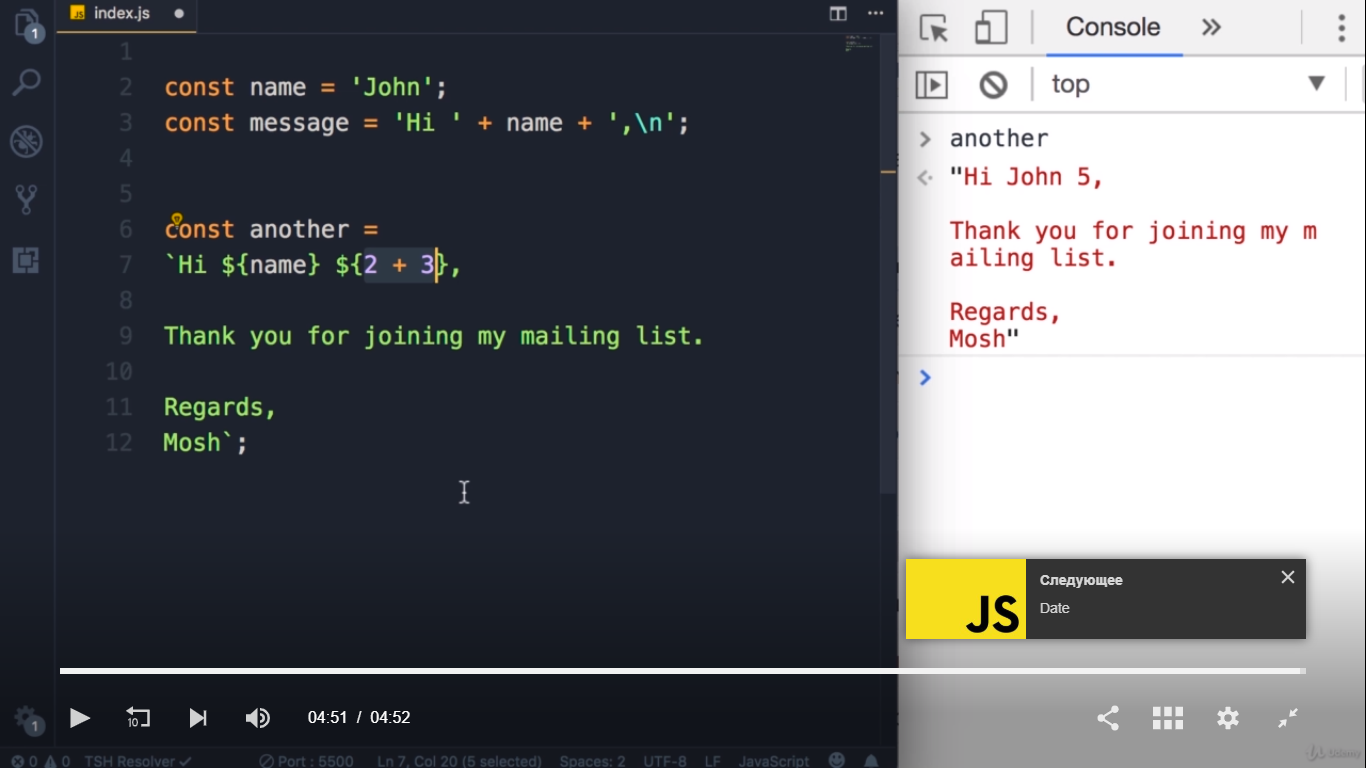 index.js
1
2 const name = 'John';
3 const message = 'Hi ' + name + ',\n';
4
5
6 const another =
7 `Hi ${name} ${2 + 3},
8
9 Thank you for joining my mailing list.
10
11 Regards,
12 Mosh`;
1
1
Console
top
another
"Hi John 5,
Thank you for joining my m
ailing list.
Regards,
Mosh"
JS
Следующее
Date
10
04:51 / 04:52
0 0 TSH Resolver Port : 5500 Ln 7, Col 20 (5 selected) Spaces: 2 UTF-8 LF JavaScript
Udemy